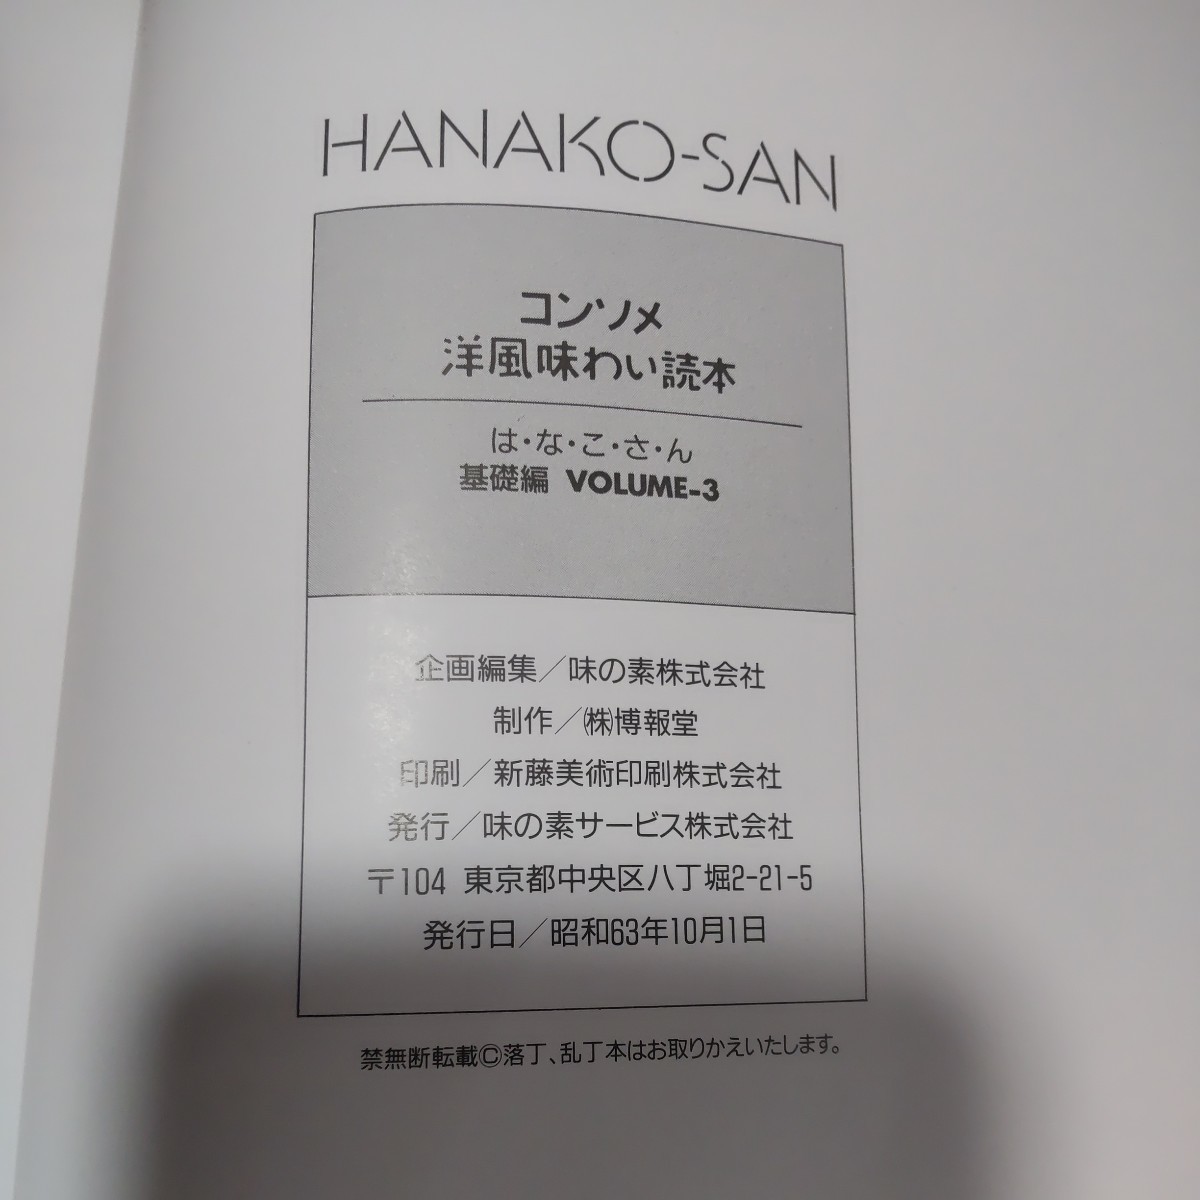 HANAKO-SAN
コンソメ
洋風味わい読本
は・な・こ・さ・ん
基礎編 VOLUME-3
企画編集／味の素株式会社
制作／㈱博報堂
印刷／新藤美術印刷株式会社
発行／味の素サービス株式会社
〒104 東京都中央区八丁堀2-21-5
発行日／昭和63年10月1日
禁無断転載©落丁、乱丁本はお取りかえいたします。